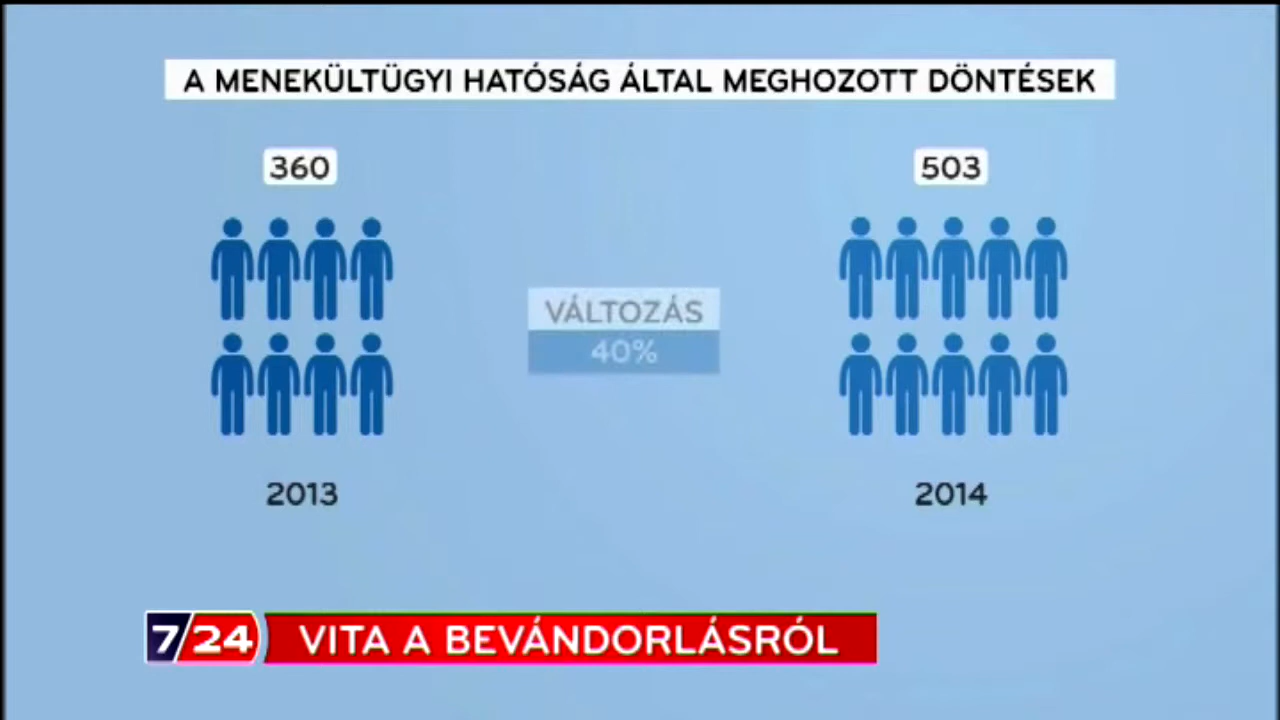 A MENEKÜLTÜGYI HATÓSÁG ÁLTAL MEGHOZOTT DÖNTÉSEK
360
503
VÁLTOZÁS
40%
2013
2014
7/24 VITA A BEVÁNDORLÁSRÓL